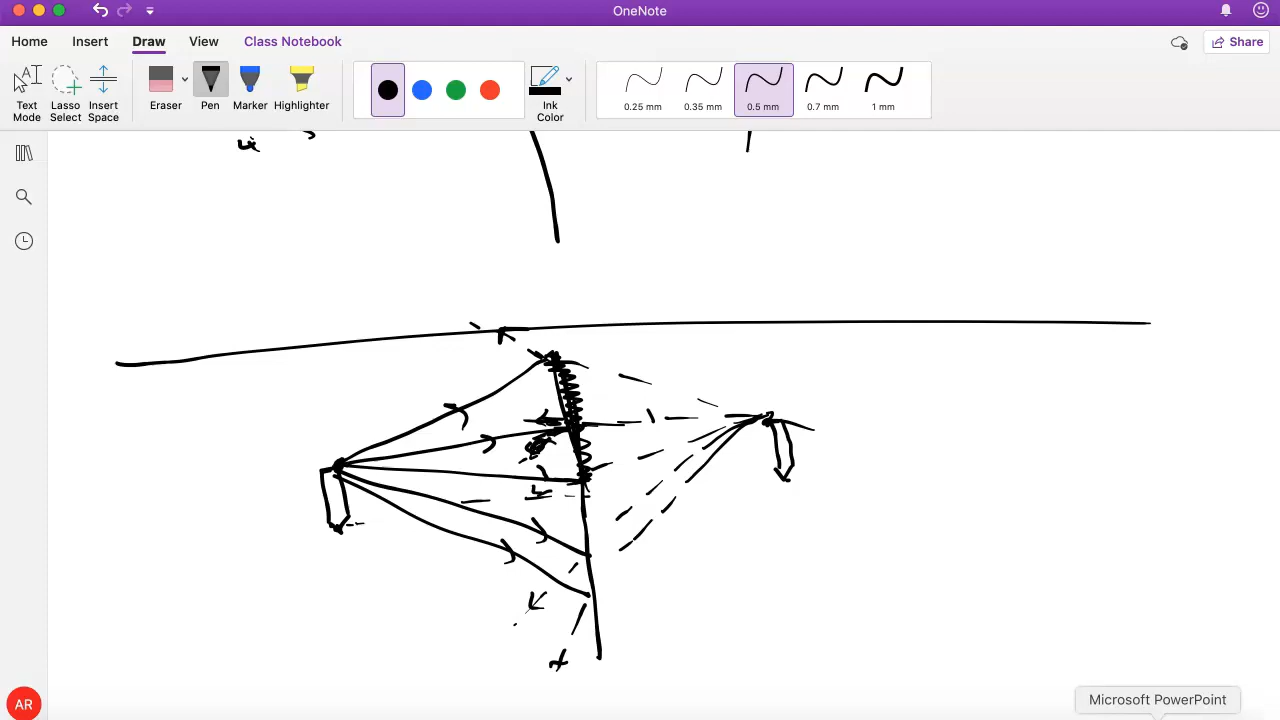 OneNote
Home Insert Draw View Class Notebook Share
Text Mode
Lasso Select
Insert Space
Eraser
Pen
Marker
Highlighter
Ink Color
0.25 mm
0.35 mm
0.5 mm
0.7 mm
1 mm
AR
Microsoft PowerPoint